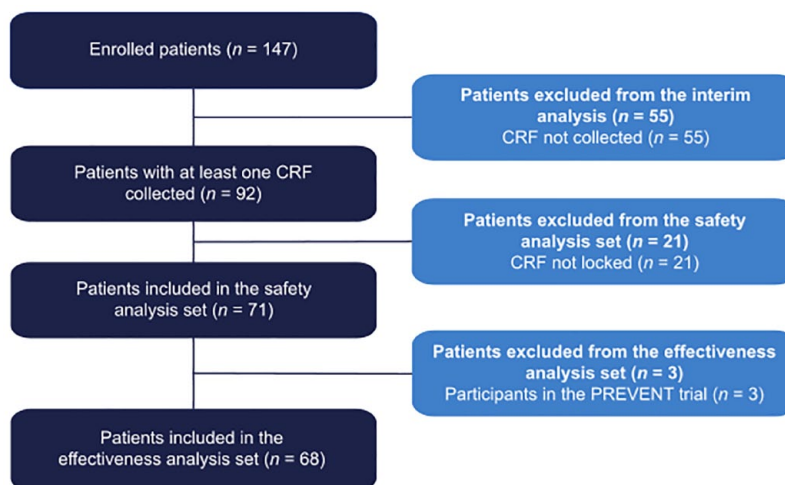 Enrolled patients (n = 147)
Patients excluded from the interim
analysis (n = 55)
CRF not collected (n = 55)
Patients with at least one CRF
collected (n = 92)
Patients excluded from the safety
analysis set (n = 21)
CRF not locked (n = 21)
Patients included in the safety
analysis set (n = 71)
Patients excluded from the effectiveness
analysis set (n = 3)
Participants in the PREVENT trial (n = 3)
Patients included in the
effectiveness analysis set (n = 68)